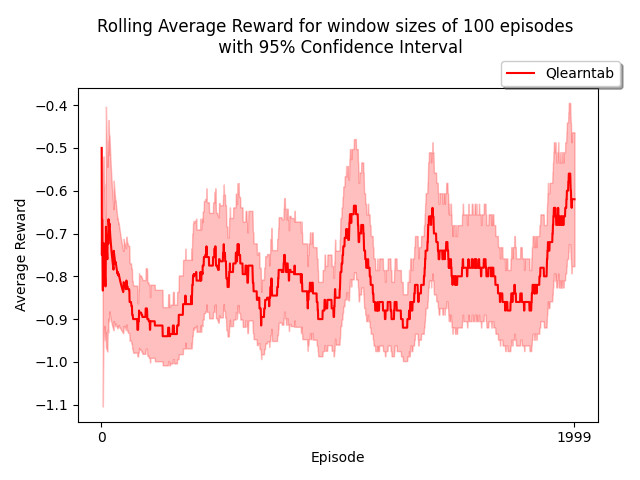 Rolling Average Reward for window sizes of 100 episodes
with 95% Confidence Interval
Qlearntab
−0.4
−0.5
−0.6
−0.7
−0.8
−0.9
−1.0
−1.1
Average Reward
0
1999
Episode